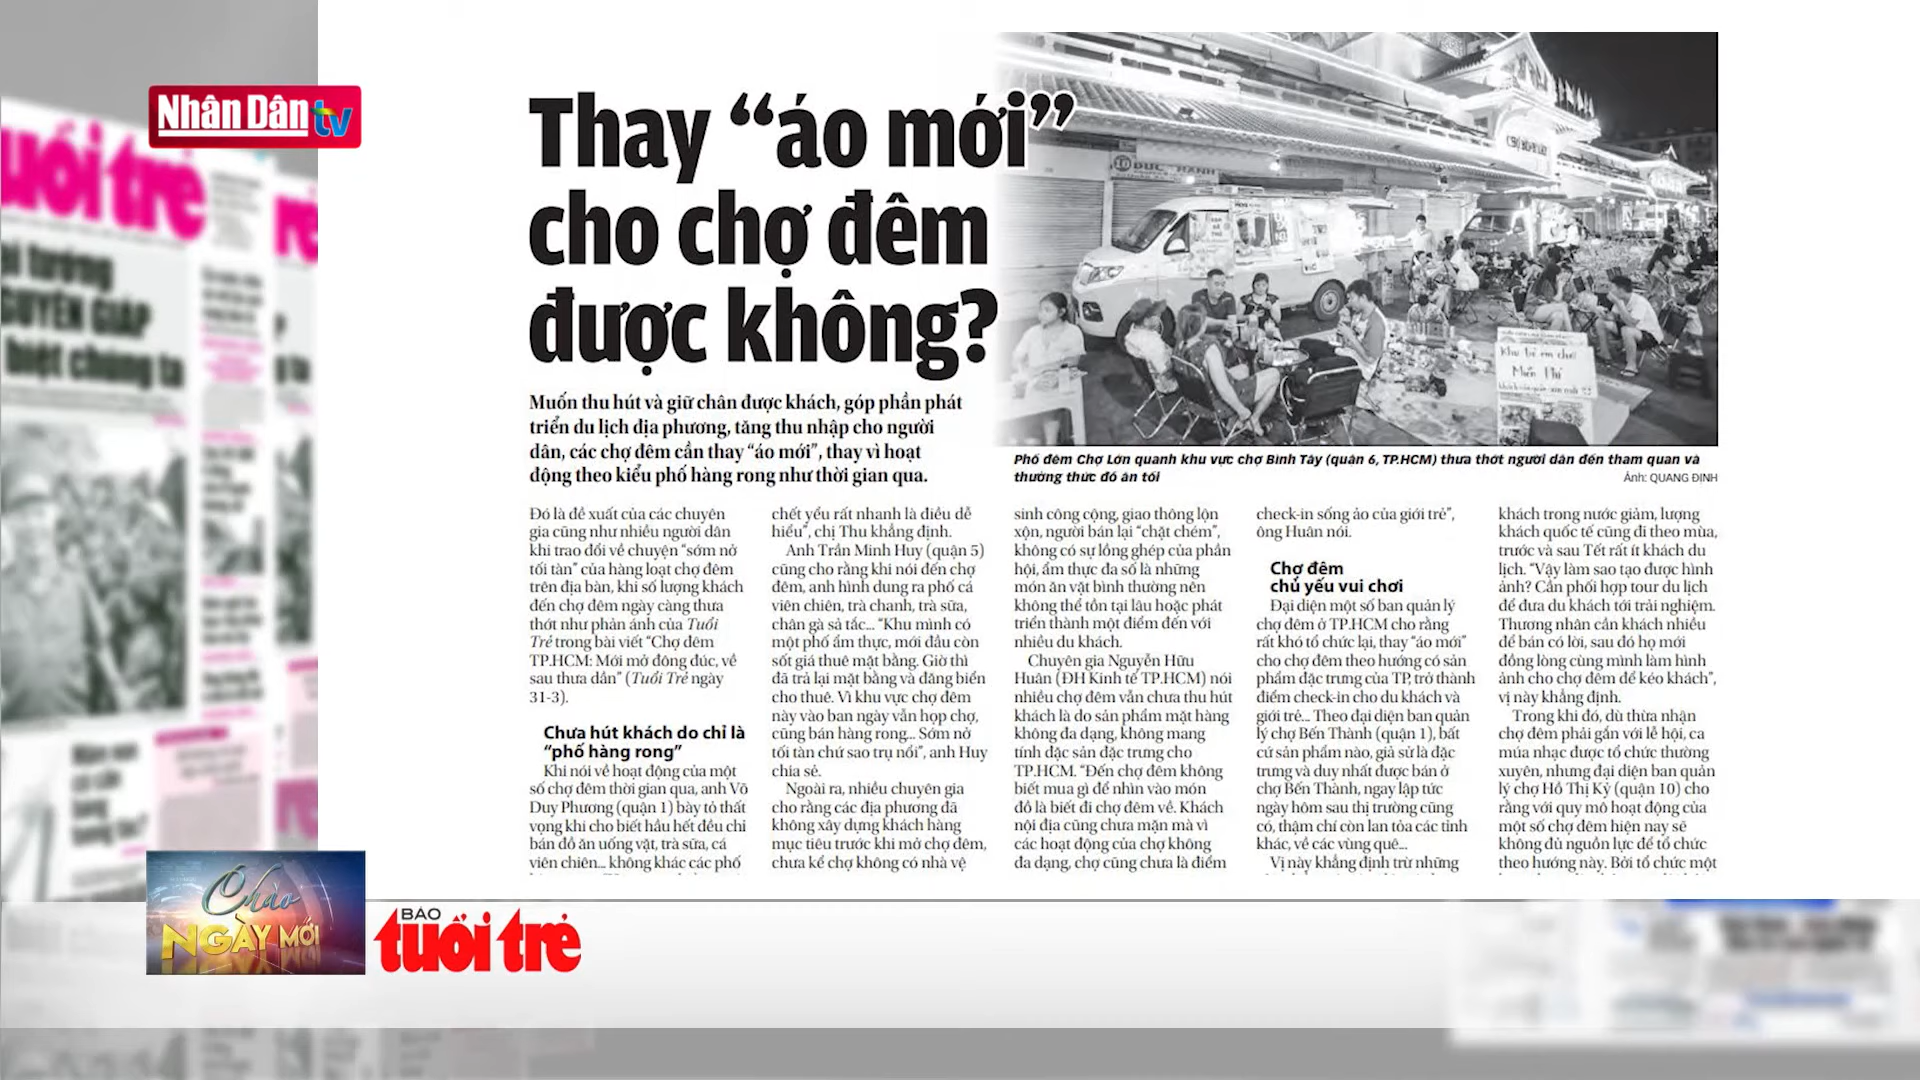 Nhân Dân tv
Thay “áo mới”
cho chợ đêm
được không?
Muốn thu hút và giữ chân được khách, góp phần phát
triển du lịch địa phương, tăng thu nhập cho người
dân, các chợ đêm cần thay “áo mới”, thay vì hoạt
động theo kiểu phố hàng rong như thời gian qua.
Phố đêm Chợ Lớn quanh khu vực chợ Bình Tây (quận 6, TP.HCM) thưa thớt người dân đến tham quan và
thưởng thức đồ ăn tối
Ảnh: QUANG ĐỊNH
Đó là đề xuất của các chuyên
gia cũng như nhiều người dân
khi trao đổi về chuyện “sớm nở
tối tàn” của hàng loạt chợ đêm
trên địa bàn, khi số lượng khách
đến chợ đêm ngày càng thưa
thớt như phản ánh của Tuổi
Trẻ trong bài viết “Chợ đêm
TP.HCM: Mới mở đông đúc, về
sau thưa dần” (Tuổi Trẻ ngày
31-3).
Chưa hút khách do chỉ là
“phố hàng rong”
Khi nói về hoạt động của một
số chợ đêm thời gian qua, anh Võ
Duy Phương (quận 1) bày tỏ thất
vọng khi cho biết hầu hết đều chỉ
bán đồ ăn uống vặt, trà sữa, cá
viên chiên... không khác các phố
chết yểu rất nhanh là điều dễ
hiểu”, chị Thu khẳng định.
Anh Trần Minh Huy (quận 5)
cũng cho rằng khi nói đến chợ
đêm, anh hình dung ra phố cá
viên chiên, trà chanh, trà sữa,
chân gà sả tắc... “Khu mình có
một phố ẩm thực, mới đầu còn
sốt giá thuê mặt bằng. Giờ thì
đã trả lại mặt bằng và đăng biển
cho thuê. Vì khu vực chợ đêm
này vào ban ngày vẫn họp chợ,
cũng bán hàng rong... Sớm nở
tối tàn chứ sao trụ nổi”, anh Huy
chia sẻ.
Ngoài ra, nhiều chuyên gia
cho rằng các địa phương đã
không xây dựng khách hàng
mục tiêu trước khi mở chợ đêm,
chưa kể chợ không có nhà vệ
sinh công cộng, giao thông lộn
xộn, người bán lại “chặt chém”,
không có sự lồng ghép của phần
hội, ẩm thực đa số là những
món ăn vặt bình thường nên
không thể tồn tại lâu hoặc phát
triển thành một điểm đến với
nhiều du khách.
Chuyên gia Nguyễn Hữu
Huân (ĐH Kinh tế TP.HCM) nói
nhiều chợ đêm vẫn chưa thu hút
khách là do sản phẩm mặt hàng
không đa dạng, không mang
tính đặc sản đặc trưng cho
TP.HCM. “Đến chợ đêm không
biết mua gì để nhìn vào món
đồ là biết đi chợ đêm về. Khách
nội địa cũng chưa mặn mà vì
các hoạt động của chợ không
đa dạng, chợ cũng chưa là điểm
check-in sống ảo của giới trẻ”,
ông Huân nói.
Chợ đêm
chủ yếu vui chơi
Đại diện một số ban quản lý
chợ đêm ở TP.HCM cho rằng
rất khó tổ chức lại, thay “áo mới”
cho chợ đêm theo hướng có sản
phẩm đặc trưng của TP, trở thành
điểm check-in cho du khách và
giới trẻ... Theo đại diện ban quản
lý chợ Bến Thành (quận 1), bất
cứ sản phẩm nào, giả sử là đặc
trưng và duy nhất được bán ở
chợ Bến Thành, ngay lập tức
ngày hôm sau thị trường cũng
có, thậm chí còn lan tỏa các tỉnh
khác, về các vùng quê...
Vị này khẳng định trừ những
khách trong nước giảm, lượng
khách quốc tế cũng đi theo mùa,
trước và sau Tết rất ít khách du
lịch. “Vậy làm sao tạo được hình
ảnh? Cần phối hợp tour du lịch
để đưa du khách tới trải nghiệm.
Thương nhân cần khách nhiều
để bán có lời, sau đó họ mới
đồng lòng cùng mình làm hình
ảnh cho chợ đêm để kéo khách”,
vị này khẳng định.
Trong khi đó, dù thừa nhận
chợ đêm phải gắn với lễ hội, ca
múa nhạc được tổ chức thường
xuyên, nhưng đại diện ban quản
lý chợ Hồ Thị Kỷ (quận 10) cho
rằng với quy mô hoạt động của
một số chợ đêm hiện nay sẽ
không đủ nguồn lực để tổ chức
theo hướng này. Bởi tổ chức một
Khu trẻ em chơi
Miễn Phí
10 ĐỨC HẠNH
tuổi trẻ
Chào
NGÀY MỚI
BÁO
tuổi trẻ